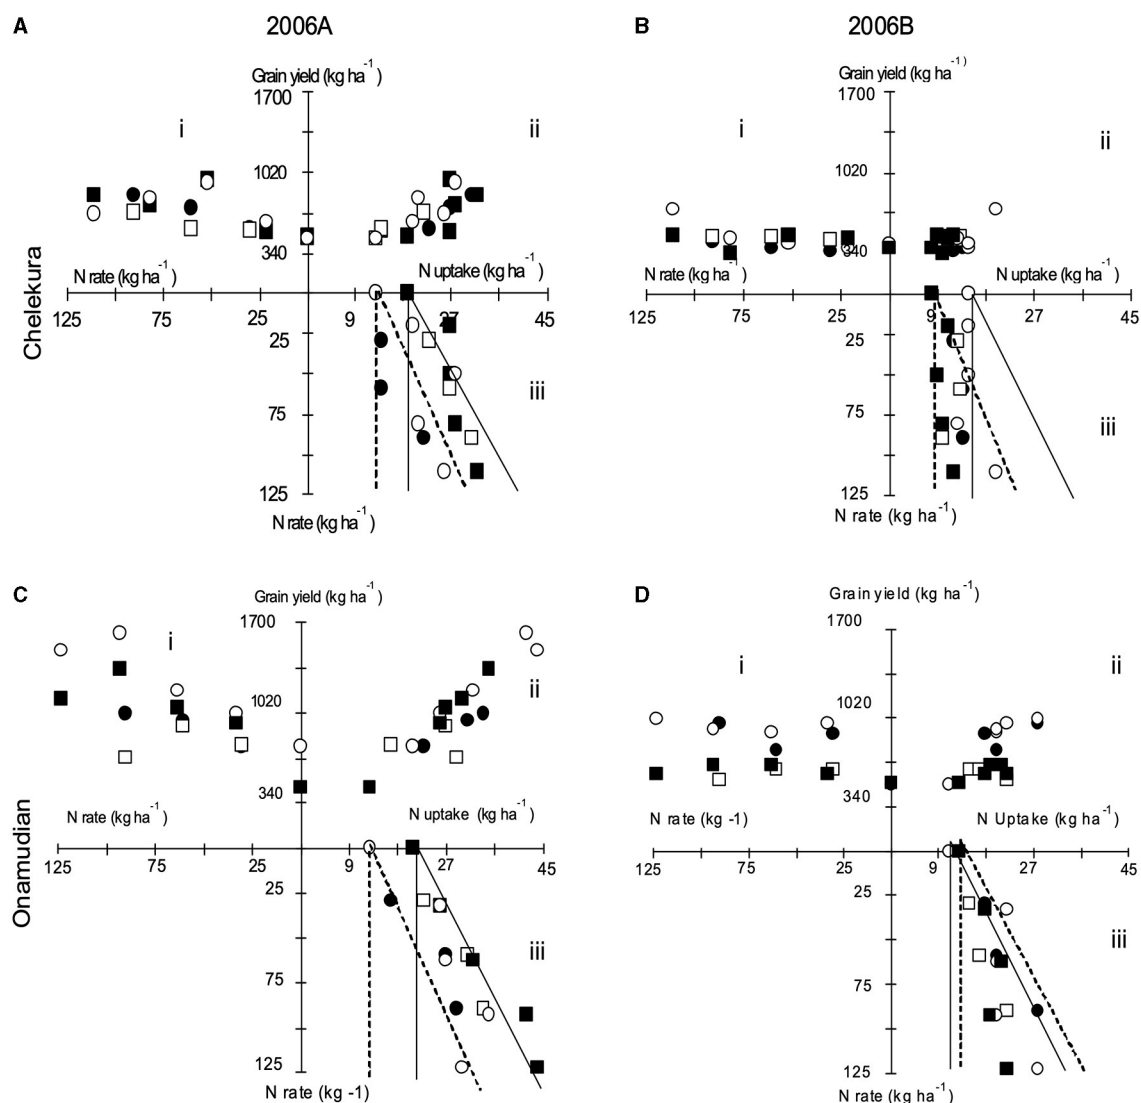 A 2006A B 2006B
Grain yield (kg ha-1) Grain yield (kg ha-1)
1700 1700
i ii i ii
1020 1020
340 340
N rate (kg ha-1) N uptake (kg ha-1) N rate (kg ha-1) N uptake (kg ha-1)
125 75 25 9 27 45 125 75 25 9 27 45
Chelekura
25 25
iii
75 75
iii
125 125
N rate (kg ha-1) N rate (kg ha-1)
C D
Grain yield (kg ha-1) Grain yield (kg ha-1)
1700 1700
i ii i ii
1020 1020
340 340
N rate (kg ha-1) N uptake (kg ha-1) N rate (kg -1) N Uptake (kg ha-1)
125 75 25 9 27 45 125 75 25 9 27 45
Onamudian
25 25
iii iii
75 75
125 125
N rate (kg -1) N rate (kg ha-1)